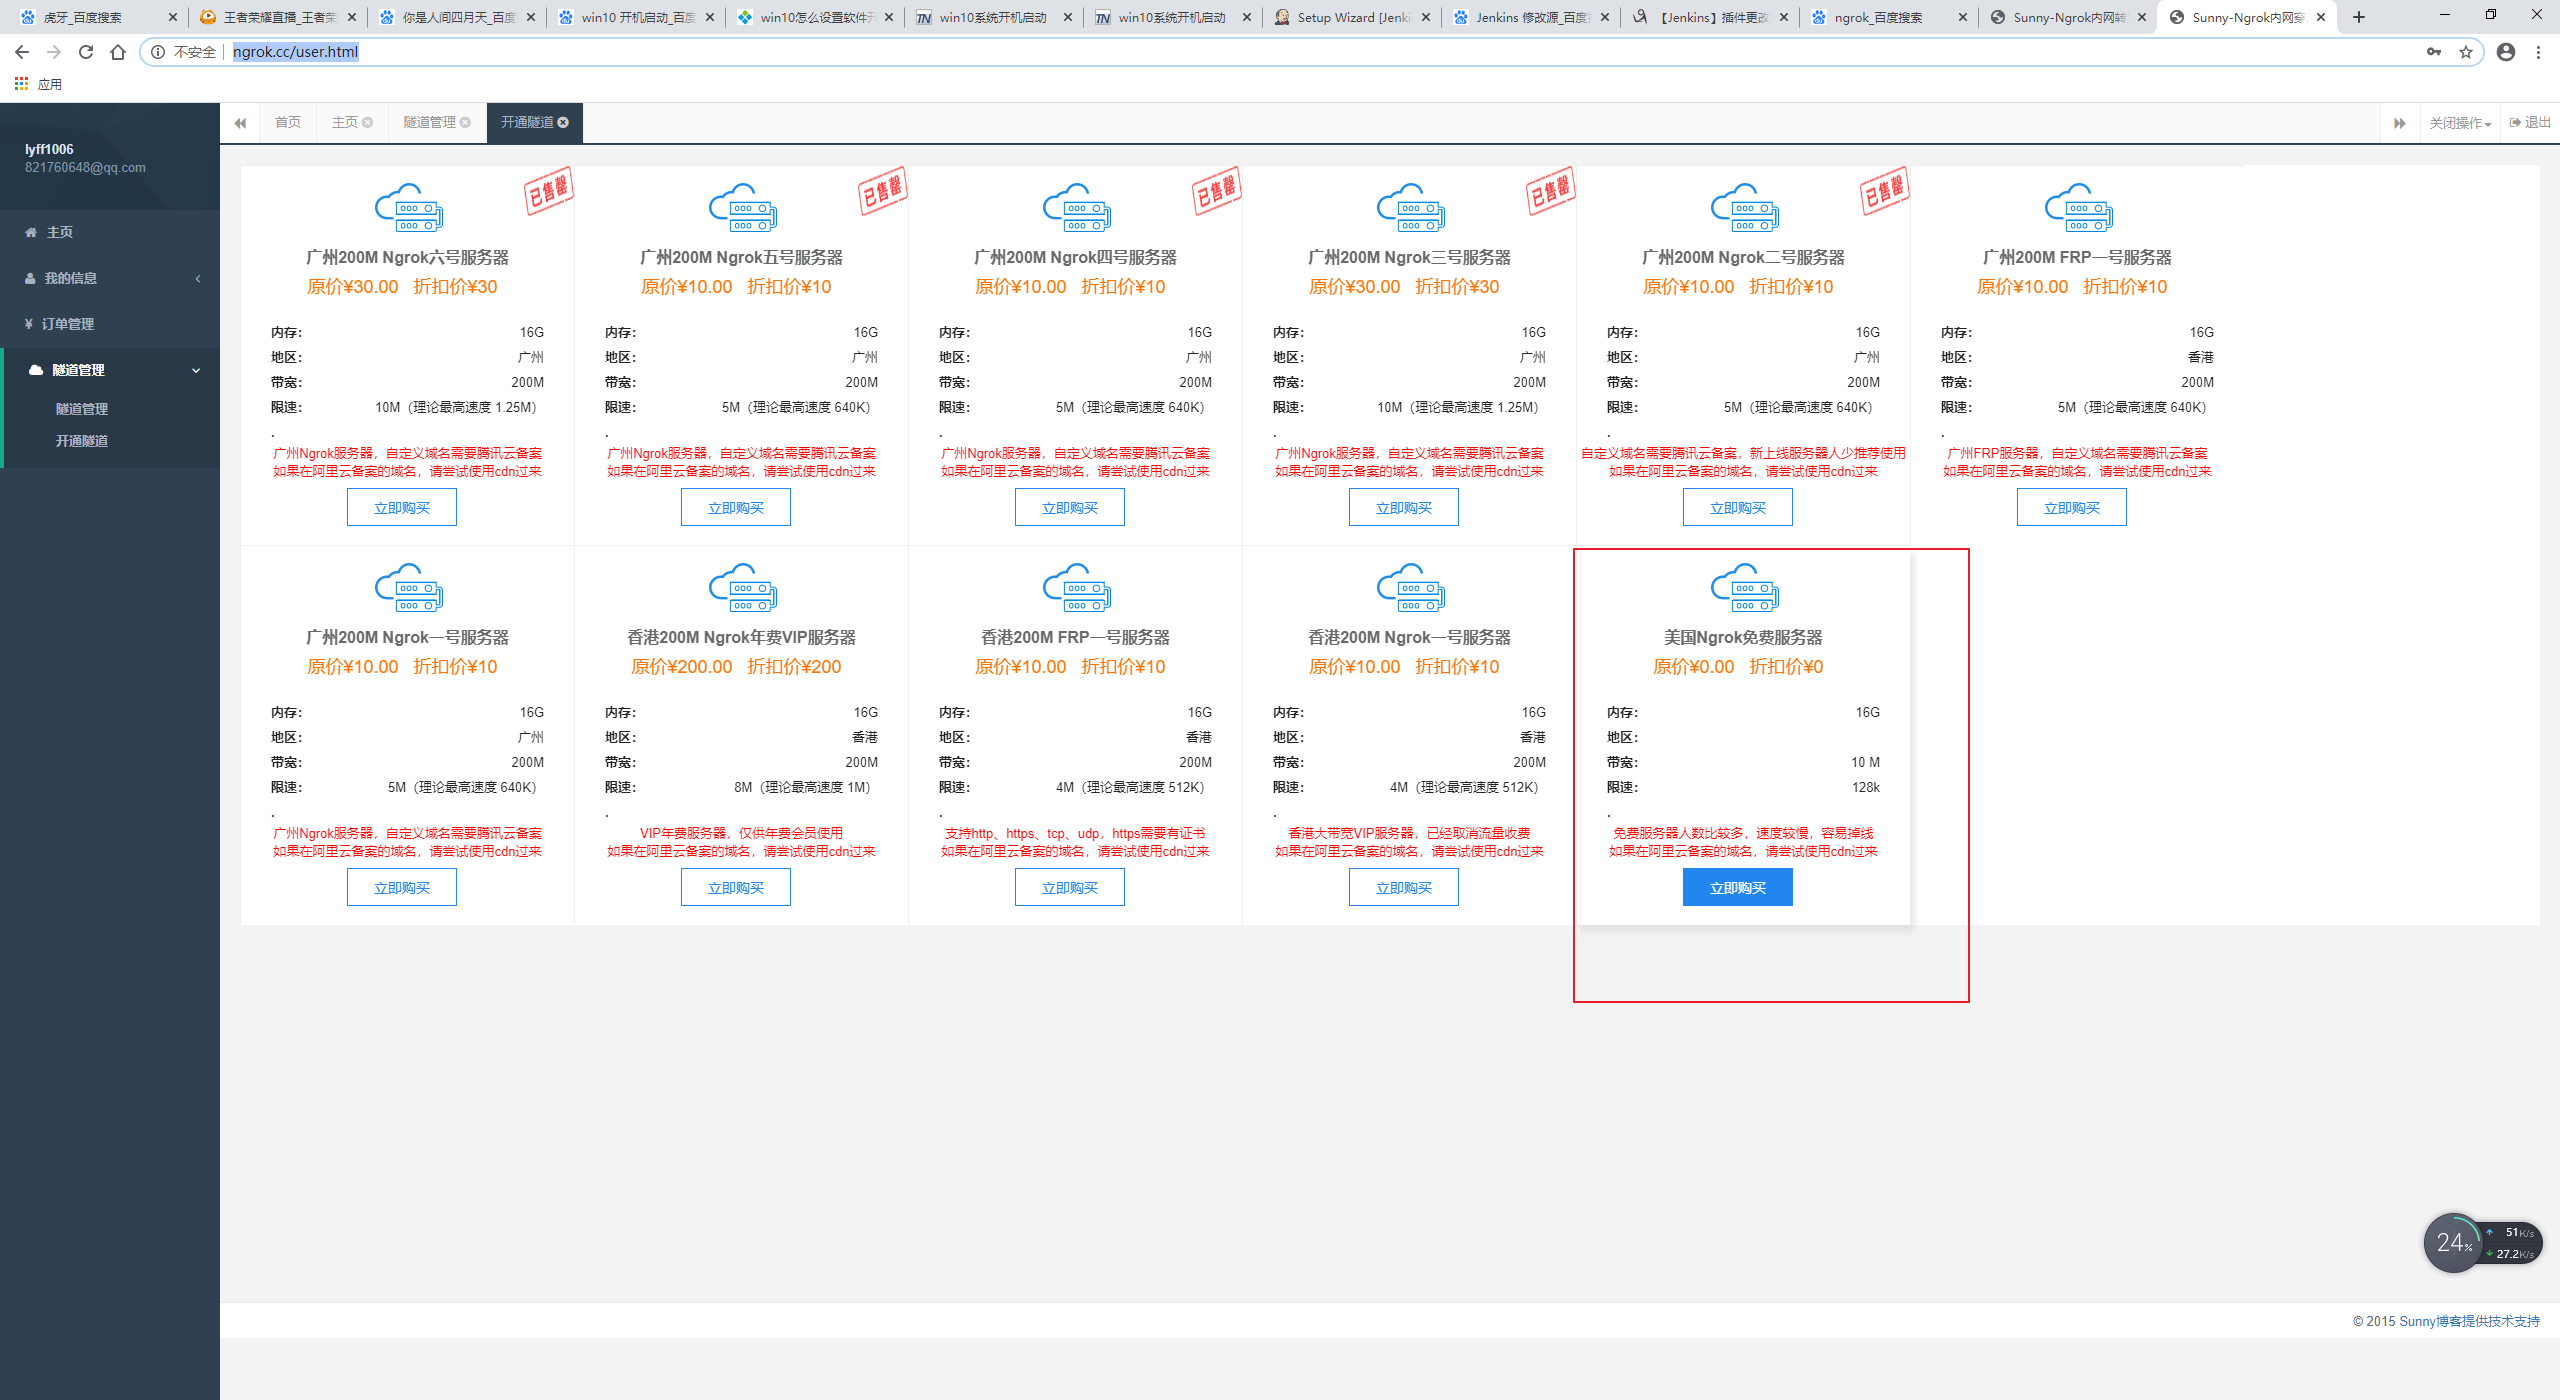 虎牙_百度搜索
王者荣耀直播_王者荣
你是人间四月天_百度
win10 开机启动_百度
win10怎么设置软件开
win10系统开机启动
win10系统开机启动
Setup Wizard [Jenki
Jenkins 修改源_百度
【Jenkins】插件更改
ngrok_百度搜索
Sunny-Ngrok内网转
Sunny-Ngrok内网穿
不安全 ngrok.cc/user.html
应用
lyff1006
821760648@qq.com
主页
我的信息
订单管理
隧道管理
隧道管理
开通隧道
首页 主页 隧道管理 开通隧道 关闭操作 退出
已售罄
广州200M Ngrok六号服务器
原价¥30.00 折扣价¥30
内存： 16G
地区： 广州
带宽： 200M
限速： 10M（理论最高速度 1.25M）
.
广州Ngrok服务器，自定义域名需要腾讯云备案
如果在阿里云备案的域名，请尝试使用cdn过来
立即购买
已售罄
广州200M Ngrok五号服务器
原价¥10.00 折扣价¥10
内存： 16G
地区： 广州
带宽： 200M
限速： 5M（理论最高速度 640K）
.
广州Ngrok服务器，自定义域名需要腾讯云备案
如果在阿里云备案的域名，请尝试使用cdn过来
立即购买
已售罄
广州200M Ngrok四号服务器
原价¥10.00 折扣价¥10
内存： 16G
地区： 广州
带宽： 200M
限速： 5M（理论最高速度 640K）
.
广州Ngrok服务器，自定义域名需要腾讯云备案
如果在阿里云备案的域名，请尝试使用cdn过来
立即购买
已售罄
广州200M Ngrok三号服务器
原价¥30.00 折扣价¥30
内存： 16G
地区： 广州
带宽： 200M
限速： 10M（理论最高速度 1.25M）
.
广州Ngrok服务器，自定义域名需要腾讯云备案
如果在阿里云备案的域名，请尝试使用cdn过来
立即购买
已售罄
广州200M Ngrok二号服务器
原价¥10.00 折扣价¥10
内存： 16G
地区： 广州
带宽： 200M
限速： 5M（理论最高速度 640K）
.
自定义域名需要腾讯云备案，新上线服务器人少推荐使用
如果在阿里云备案的域名，请尝试使用cdn过来
立即购买
广州200M FRP一号服务器
原价¥10.00 折扣价¥10
内存： 16G
地区： 香港
带宽： 200M
限速： 5M（理论最高速度 640K）
.
广州FRP服务器，自定义域名需要腾讯云备案
如果在阿里云备案的域名，请尝试使用cdn过来
立即购买
广州200M Ngrok一号服务器
原价¥10.00 折扣价¥10
内存： 16G
地区： 广州
带宽： 200M
限速： 5M（理论最高速度 640K）
.
广州Ngrok服务器，自定义域名需要腾讯云备案
如果在阿里云备案的域名，请尝试使用cdn过来
立即购买
香港200M Ngrok年费VIP服务器
原价¥200.00 折扣价¥200
内存： 16G
地区： 香港
带宽： 200M
限速： 8M（理论最高速度 1M）
.
VIP年费服务器，仅供年费会员使用
如果在阿里云备案的域名，请尝试使用cdn过来
立即购买
香港200M FRP一号服务器
原价¥10.00 折扣价¥10
内存： 16G
地区： 香港
带宽： 200M
限速： 4M（理论最高速度 512K）
.
支持http、https、tcp、udp，https需要有证书
如果在阿里云备案的域名，请尝试使用cdn过来
立即购买
香港200M Ngrok一号服务器
原价¥10.00 折扣价¥10
内存： 16G
地区： 香港
带宽： 200M
限速： 4M（理论最高速度 512K）
.
香港大带宽VIP服务器，已经取消流量收费
如果在阿里云备案的域名，请尝试使用cdn过来
立即购买
美国Ngrok免费服务器
原价¥0.00 折扣价¥0
内存： 16G
地区：
带宽： 10 M
限速： 128k
.
免费服务器人数比较多，速度较慢，容易掉线
如果在阿里云备案的域名，请尝试使用cdn过来
立即购买
24%
51K/s
27.2K/s
© 2015 Sunny博客提供技术支持